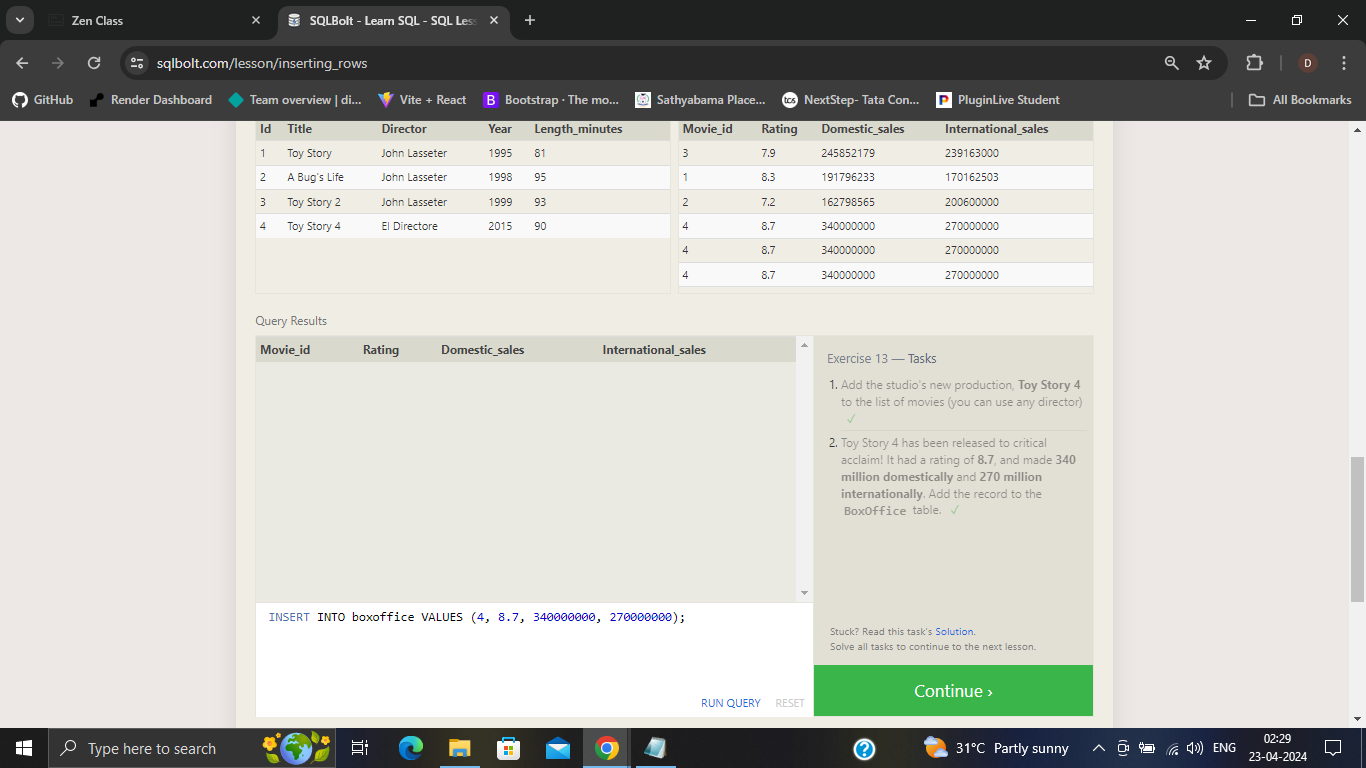 Zen Class
SQLBolt - Learn SQL - SQL Les
sqlbolt.com/lesson/inserting_rows
D
GitHub
Render Dashboard
Team overview | di...
Vite + React
B Bootstrap · The mo...
Sathyabama Place...
tcs NextStep- Tata Con...
P PluginLive Student
All Bookmarks
Id Title Director Year Length_minutes
1 Toy Story John Lasseter 1995 81
2 A Bug's Life John Lasseter 1998 95
3 Toy Story 2 John Lasseter 1999 93
4 Toy Story 4 El Directore 2015 90
Movie_id Rating Domestic_sales International_sales
3 7.9 245852179 239163000
1 8.3 191796233 170162503
2 7.2 162798565 200600000
4 8.7 340000000 270000000
4 8.7 340000000 270000000
4 8.7 340000000 270000000
Query Results
Movie_id Rating Domestic_sales International_sales
INSERT INTO boxoffice VALUES (4, 8.7, 340000000, 270000000);
RUN QUERY RESET
Exercise 13 — Tasks
1. Add the studio's new production, Toy Story 4
to the list of movies (you can use any director)
✓
2. Toy Story 4 has been released to critical
acclaim! It had a rating of 8.7, and made 340
million domestically and 270 million
internationally. Add the record to the
BoxOffice table. ✓
Stuck? Read this task's Solution.
Solve all tasks to continue to the next lesson.
Continue ›
Type here to search
31°C Partly sunny
ENG
02:29
23-04-2024